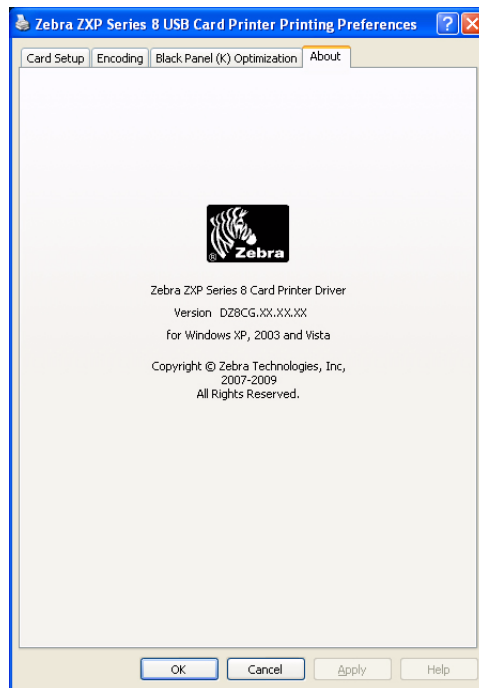 Zebra ZXP Series 8 USB Card Printer Printing Preferences
Card Setup Encoding Black Panel (K) Optimization About
® Zebra
Zebra ZXP Series 8 Card Printer Driver
Version DZ8CG.XX.XX.XX
for Windows XP, 2003 and Vista
Copyright © Zebra Technologies, Inc,
2007-2009
All Rights Reserved.
OK Cancel Apply Help